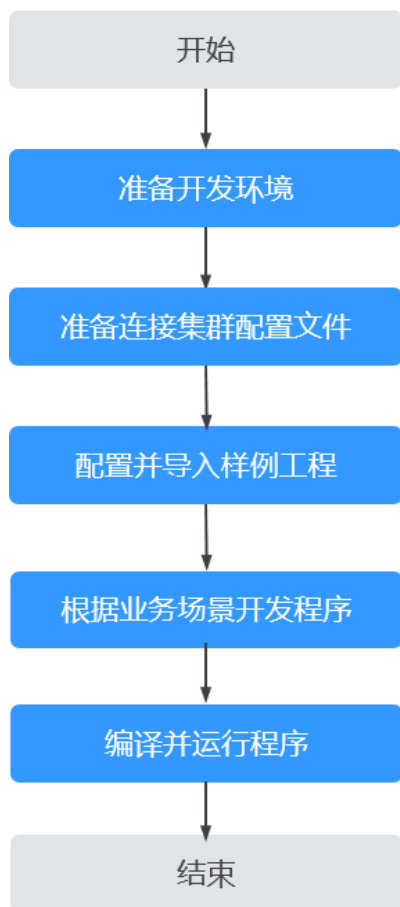 开始
准备开发环境
准备连接集群配置文件
配置并导入样例工程
根据业务场景开发程序
编译并运行程序
结束